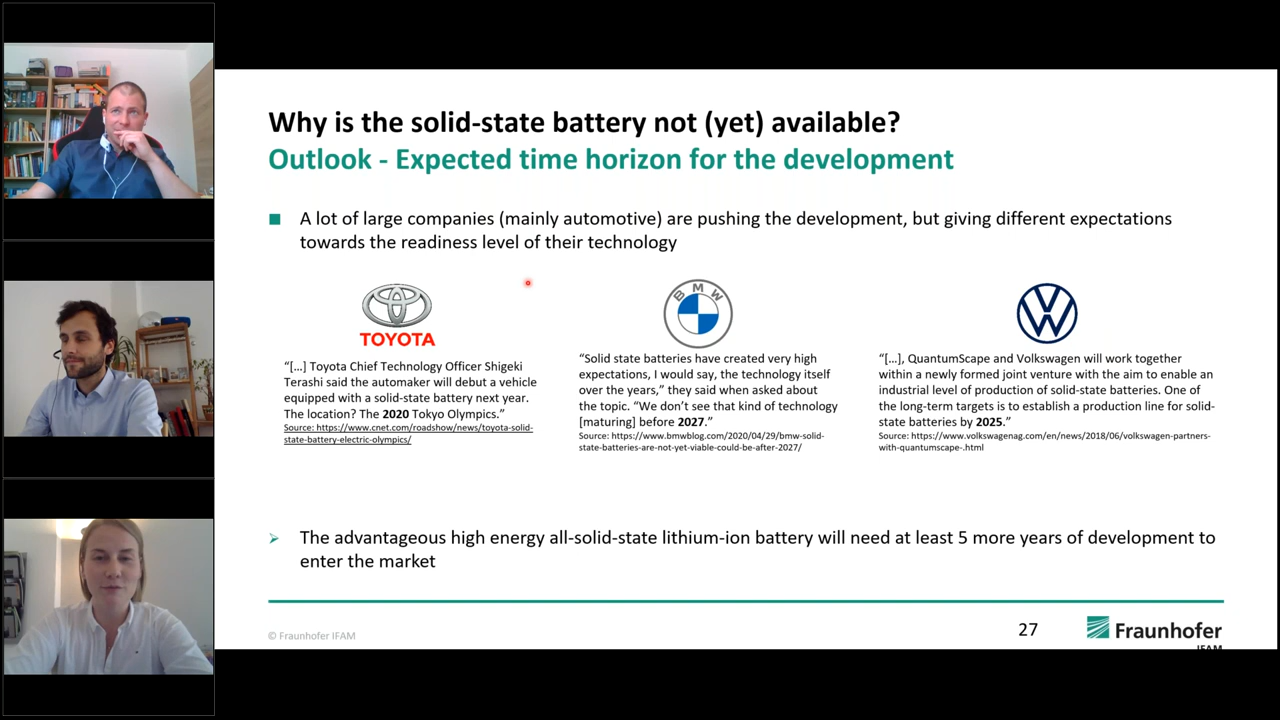 Why is the solid-state battery not (yet) available?
Outlook - Expected time horizon for the development
A lot of large companies (mainly automotive) are pushing the development, but giving different expectations
towards the readiness level of their technology
TOYOTA
"[…] Toyota Chief Technology Officer Shigeki
Terashi said the automaker will debut a vehicle
equipped with a solid-state battery next year.
The location? The 2020 Tokyo Olympics."
Source: https://www.cnet.com/roadshow/news/toyota-solid-
state-battery-electric-olympics/
BMW
"Solid state batteries have created very high
expectations, I would say, the technology itself
over the years," they said when asked about
the topic. "We don't see that kind of technology
[maturing] before 2027."
Source: https://www.bmwblog.com/2020/04/29/bmw-solid-
state-batteries-are-not-yet-viable-could-be-after-2027/
"[…], QuantumScape and Volkswagen will work together
within a newly formed joint venture with the aim to enable an
industrial level of production of solid-state batteries. One of
the long-term targets is to establish a production line for solid-
state batteries by 2025."
Source: https://www.volkswagenag.com/en/news/2018/06/volkswagen-partners-
with-quantumscape-.html
The advantageous high energy all-solid-state lithium-ion battery will need at least 5 more years of development to
enter the market
© Fraunhofer IFAM
27
Fraunhofer
IFAM